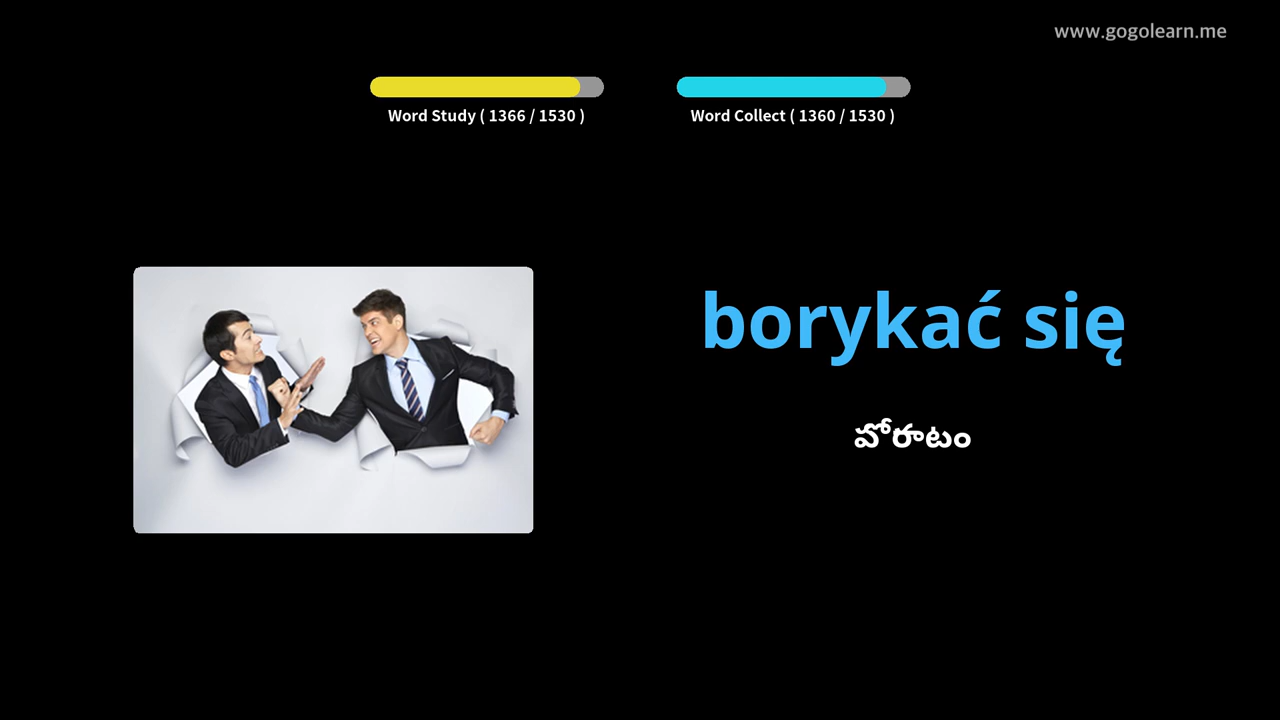 www.gogolearn.me
Word Study ( 1366 / 1530 )
Word Collect ( 1360 / 1530 )
borykać się
పోరాటం